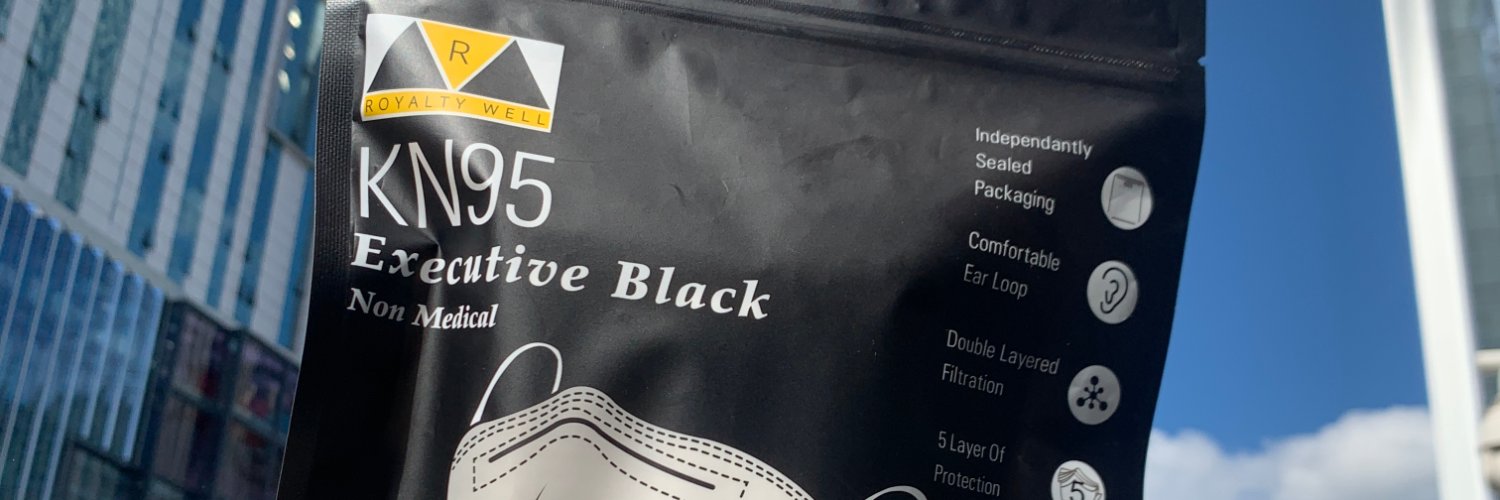 R
ROYALTY WELL
KN95
Executive Black
Non Medical
Independantly
Sealed
Packaging
Comfortable
Ear Loop
Double Layered
Filtration
5 Layer Of
Protection
5